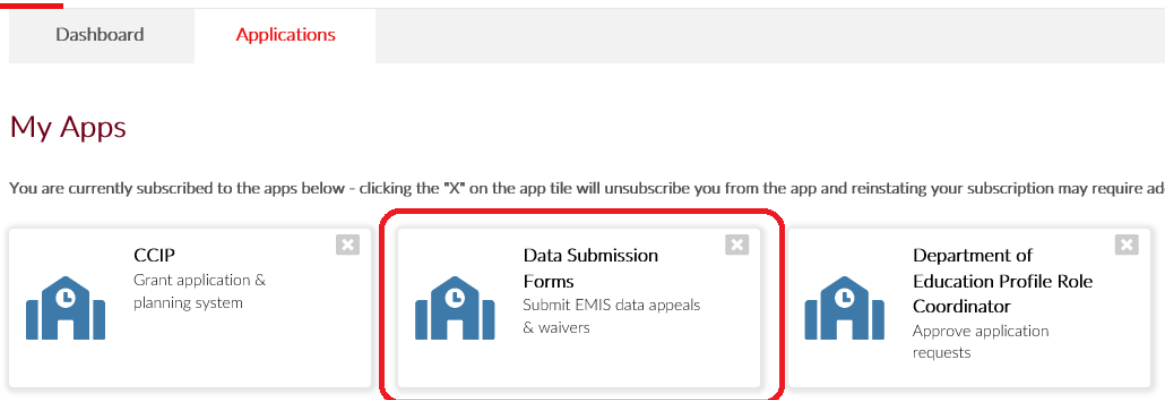 Dashboard Applications
My Apps
You are currently subscribed to the apps below - clicking the "X" on the app tile will unsubscribe you from the app and reinstating your subscription may require
CCIP
Grant application &
planning system
Data Submission
Forms
Submit EMIS data appeals
& waivers
Department of
Education Profile Role
Coordinator
Approve application
requests